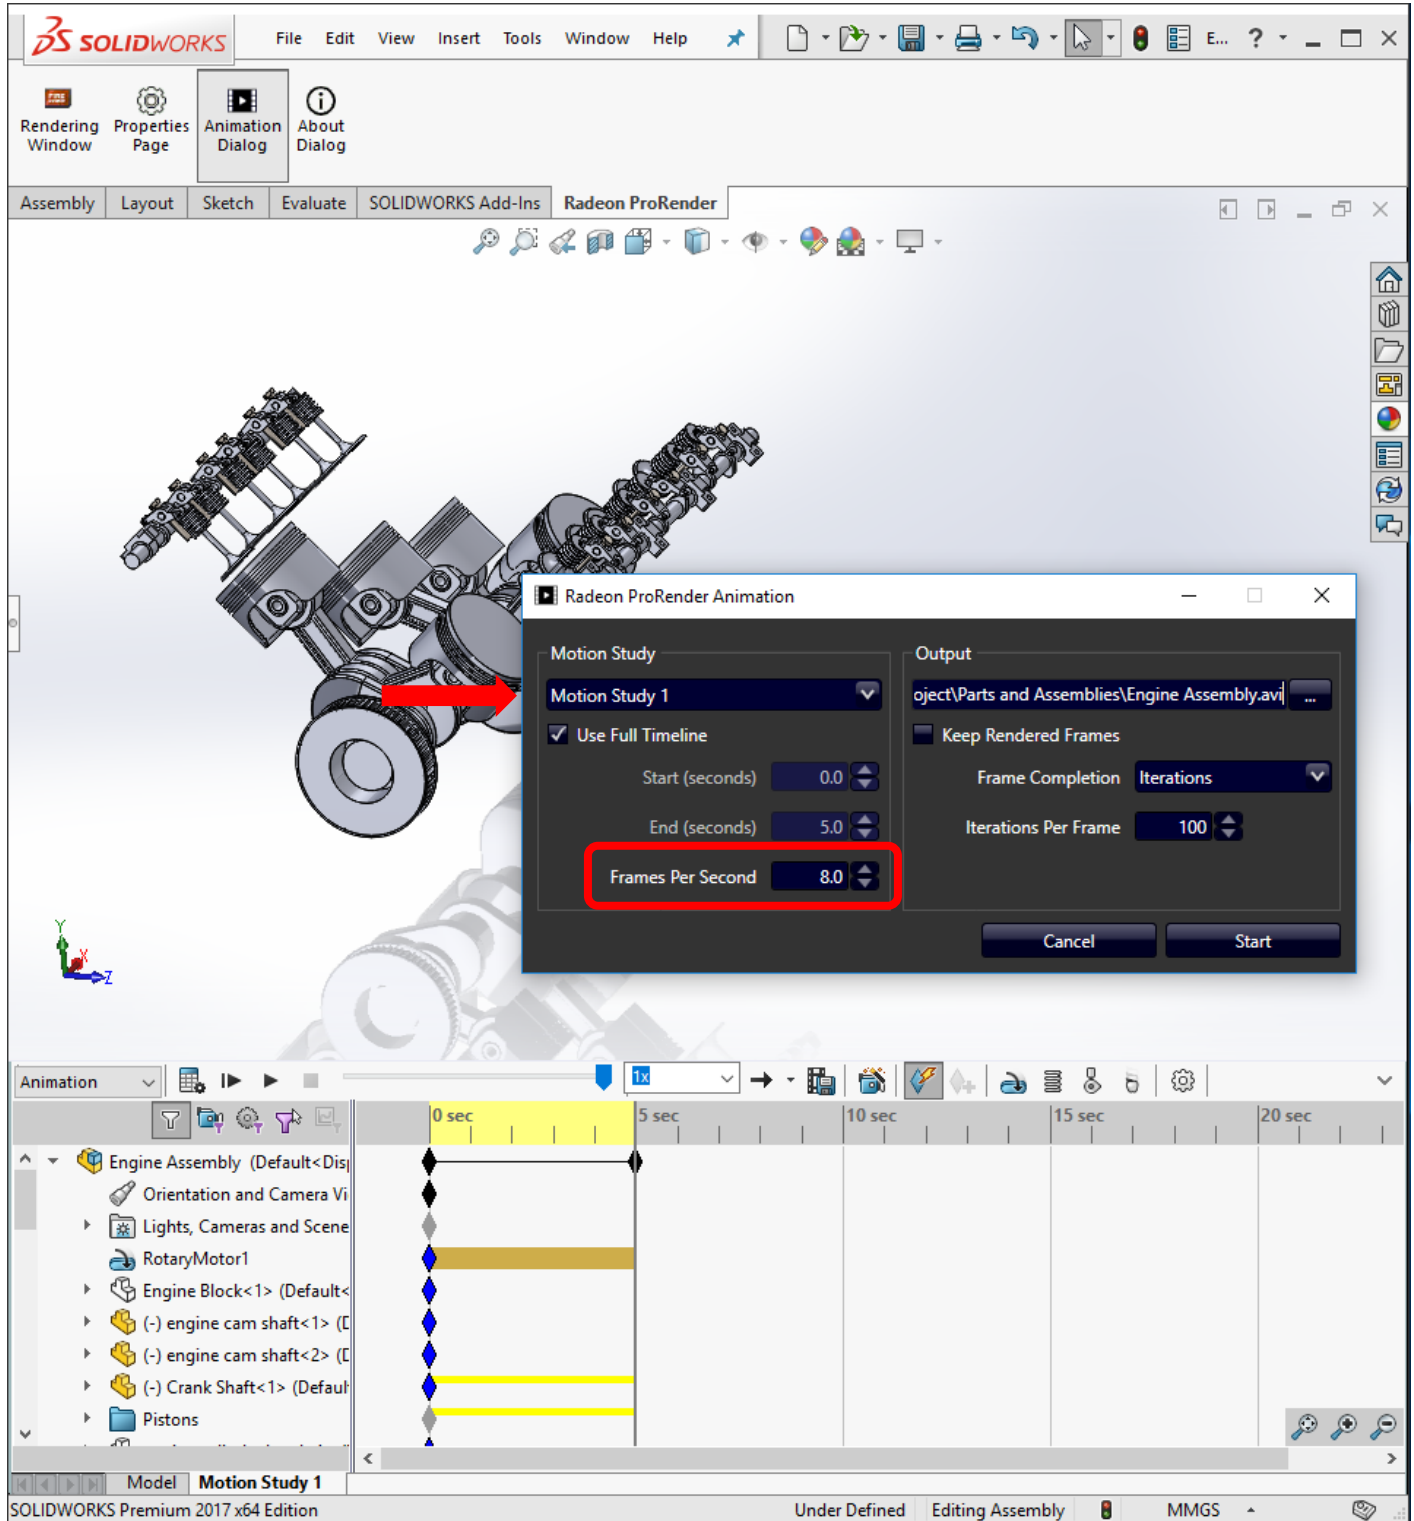 SOLIDWORKS File Edit View Insert Tools Window Help E... ?
Rendering Window
Properties Page
Animation Dialog
About Dialog
Assembly Layout Sketch Evaluate SOLIDWORKS Add-Ins Radeon ProRender
Radeon ProRender Animation
Motion Study
Motion Study 1
Use Full Timeline
Start (seconds) 0.0
End (seconds) 5.0
Frames Per Second 8.0
Output
oject\Parts and Assemblies\Engine Assembly.avi ...
Keep Rendered Frames
Frame Completion Iterations
Iterations Per Frame 100
Cancel Start
Y
X
Z
Animation 1x
0 sec 5 sec 10 sec 15 sec 20 sec
Engine Assembly (Default<Disp
Orientation and Camera Vi
Lights, Cameras and Scene
RotaryMotor1
Engine Block<1> (Default<
(-) engine cam shaft<1> (D
(-) engine cam shaft<2> (D
(-) Crank Shaft<1> (Default
Pistons
Model Motion Study 1
SOLIDWORKS Premium 2017 x64 Edition Under Defined Editing Assembly MMGS